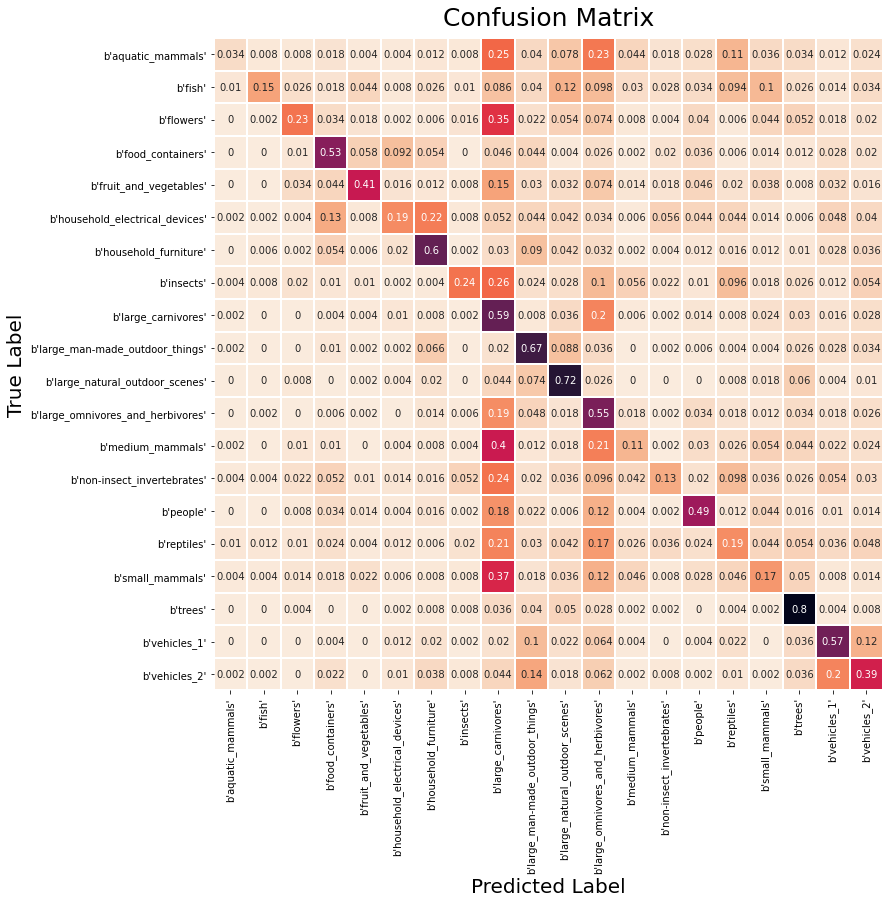 Confusion Matrix
b'aquatic_mammals' 0.034 0.008 0.008 0.018 0.004 0.004 0.012 0.008 0.25 0.04 0.078 0.23 0.044 0.018 0.028 0.11 0.036 0.034 0.012 0.024
b'fish' 0.01 0.15 0.026 0.018 0.044 0.008 0.026 0.01 0.086 0.04 0.12 0.098 0.03 0.028 0.034 0.094 0.1 0.026 0.014 0.034
b'flowers' 0 0.002 0.23 0.034 0.018 0.002 0.006 0.016 0.35 0.022 0.054 0.074 0.008 0.004 0.04 0.006 0.044 0.052 0.018 0.02
b'food_containers' 0 0 0.01 0.53 0.058 0.092 0.054 0 0.046 0.044 0.004 0.026 0.002 0.02 0.036 0.006 0.014 0.012 0.028 0.02
b'fruit_and_vegetables' 0 0 0.034 0.044 0.41 0.016 0.012 0.008 0.15 0.03 0.032 0.074 0.014 0.018 0.046 0.02 0.038 0.008 0.032 0.016
b'household_electrical_devices' 0.002 0.002 0.004 0.13 0.008 0.19 0.22 0.008 0.052 0.044 0.042 0.034 0.006 0.056 0.044 0.044 0.014 0.006 0.048 0.04
b'household_furniture' 0 0.006 0.002 0.054 0.006 0.02 0.6 0.002 0.03 0.09 0.042 0.032 0.002 0.004 0.012 0.016 0.012 0.01 0.028 0.036
b'insects' 0.004 0.008 0.02 0.01 0.01 0.002 0.004 0.24 0.26 0.024 0.028 0.1 0.056 0.022 0.01 0.096 0.018 0.026 0.012 0.054
b'large_carnivores' 0.002 0 0 0.004 0.004 0.01 0.008 0.002 0.59 0.008 0.036 0.2 0.006 0.002 0.014 0.008 0.024 0.03 0.016 0.028
b'large_man-made_outdoor_things' 0.002 0 0 0.01 0.002 0.002 0.066 0 0.02 0.67 0.088 0.036 0 0.002 0.006 0.004 0.004 0.026 0.028 0.034
b'large_natural_outdoor_scenes' 0 0 0.008 0 0.002 0.004 0.02 0 0.044 0.074 0.72 0.026 0 0 0 0.008 0.018 0.06 0.004 0.01
b'large_omnivores_and_herbivores' 0 0.002 0 0.006 0.002 0 0.014 0.006 0.19 0.048 0.018 0.55 0.018 0.002 0.034 0.018 0.012 0.034 0.018 0.026
b'medium_mammals' 0.002 0 0.01 0.01 0 0.004 0.008 0.004 0.4 0.012 0.018 0.21 0.11 0.002 0.03 0.026 0.054 0.044 0.022 0.024
b'non-insect_invertebrates' 0.004 0.004 0.022 0.052 0.01 0.014 0.016 0.052 0.24 0.02 0.036 0.096 0.042 0.13 0.02 0.098 0.036 0.026 0.054 0.03
b'people' 0 0 0.008 0.034 0.014 0.004 0.016 0.002 0.18 0.022 0.006 0.12 0.004 0.002 0.49 0.012 0.044 0.016 0.01 0.014
b'reptiles' 0.01 0.012 0.01 0.024 0.004 0.012 0.006 0.02 0.21 0.03 0.042 0.17 0.026 0.036 0.024 0.19 0.044 0.054 0.036 0.048
b'small_mammals' 0.004 0.004 0.014 0.018 0.022 0.006 0.008 0.008 0.37 0.018 0.036 0.12 0.046 0.008 0.028 0.046 0.17 0.05 0.008 0.014
b'trees' 0 0 0.004 0 0 0.002 0.008 0.008 0.036 0.04 0.05 0.028 0.002 0.002 0 0.004 0.002 0.8 0.004 0.008
b'vehicles_1' 0 0 0 0.004 0 0.012 0.02 0.002 0.02 0.1 0.022 0.064 0.004 0 0.004 0.022 0 0.036 0.57 0.12
b'vehicles_2' 0.002 0.002 0 0.022 0 0.01 0.038 0.008 0.044 0.14 0.018 0.062 0.002 0.008 0.002 0.01 0.002 0.036 0.2 0.39
True Label
b'aquatic_mammals'
b'fish'
b'flowers'
b'food_containers'
b'fruit_and_vegetables'
b'household_electrical_devices'
b'household_furniture'
b'insects'
b'large_carnivores'
b'large_man-made_outdoor_things'
b'large_natural_outdoor_scenes'
b'large_omnivores_and_herbivores'
b'medium_mammals'
b'non-insect_invertebrates'
b'people'
b'reptiles'
b'small_mammals'
b'trees'
b'vehicles_1'
b'vehicles_2'
Predicted Label